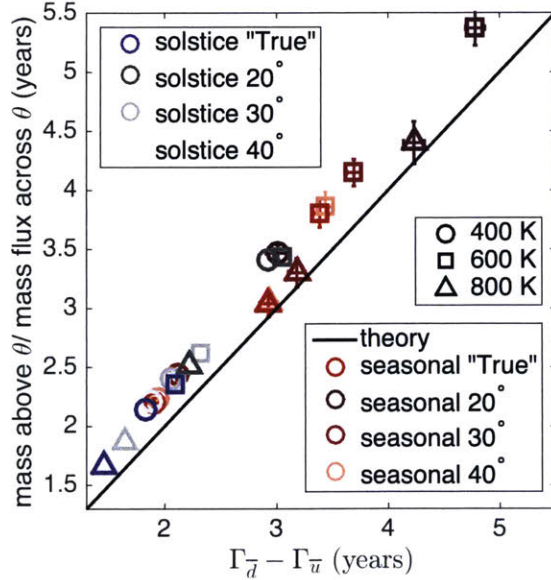 mass above θ/ mass flux across θ (years)
5.5
5
4.5
4
3.5
3
2.5
2
1.5
solstice "True"
solstice 20°
solstice 30°
solstice 40°
400 K
600 K
800 K
theory
seasonal "True"
seasonal 20°
seasonal 30°
seasonal 40°
2 3 4 5
Γ_d̅ − Γ_u̅ (years)